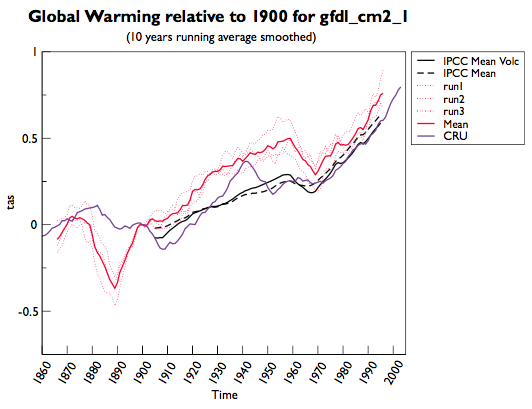 Global Warming relative to 1900 for gfdl_cm2_1
(10 years running average smoothed)
1
0.5
0
-0.5
tas
1860 1870 1880 1890 1900 1910 1920 1930 1940 1950 1960 1970 1980 1990 2000
Time
IPCC Mean Volc
IPCC Mean
run1
run2
run3
Mean
CRU